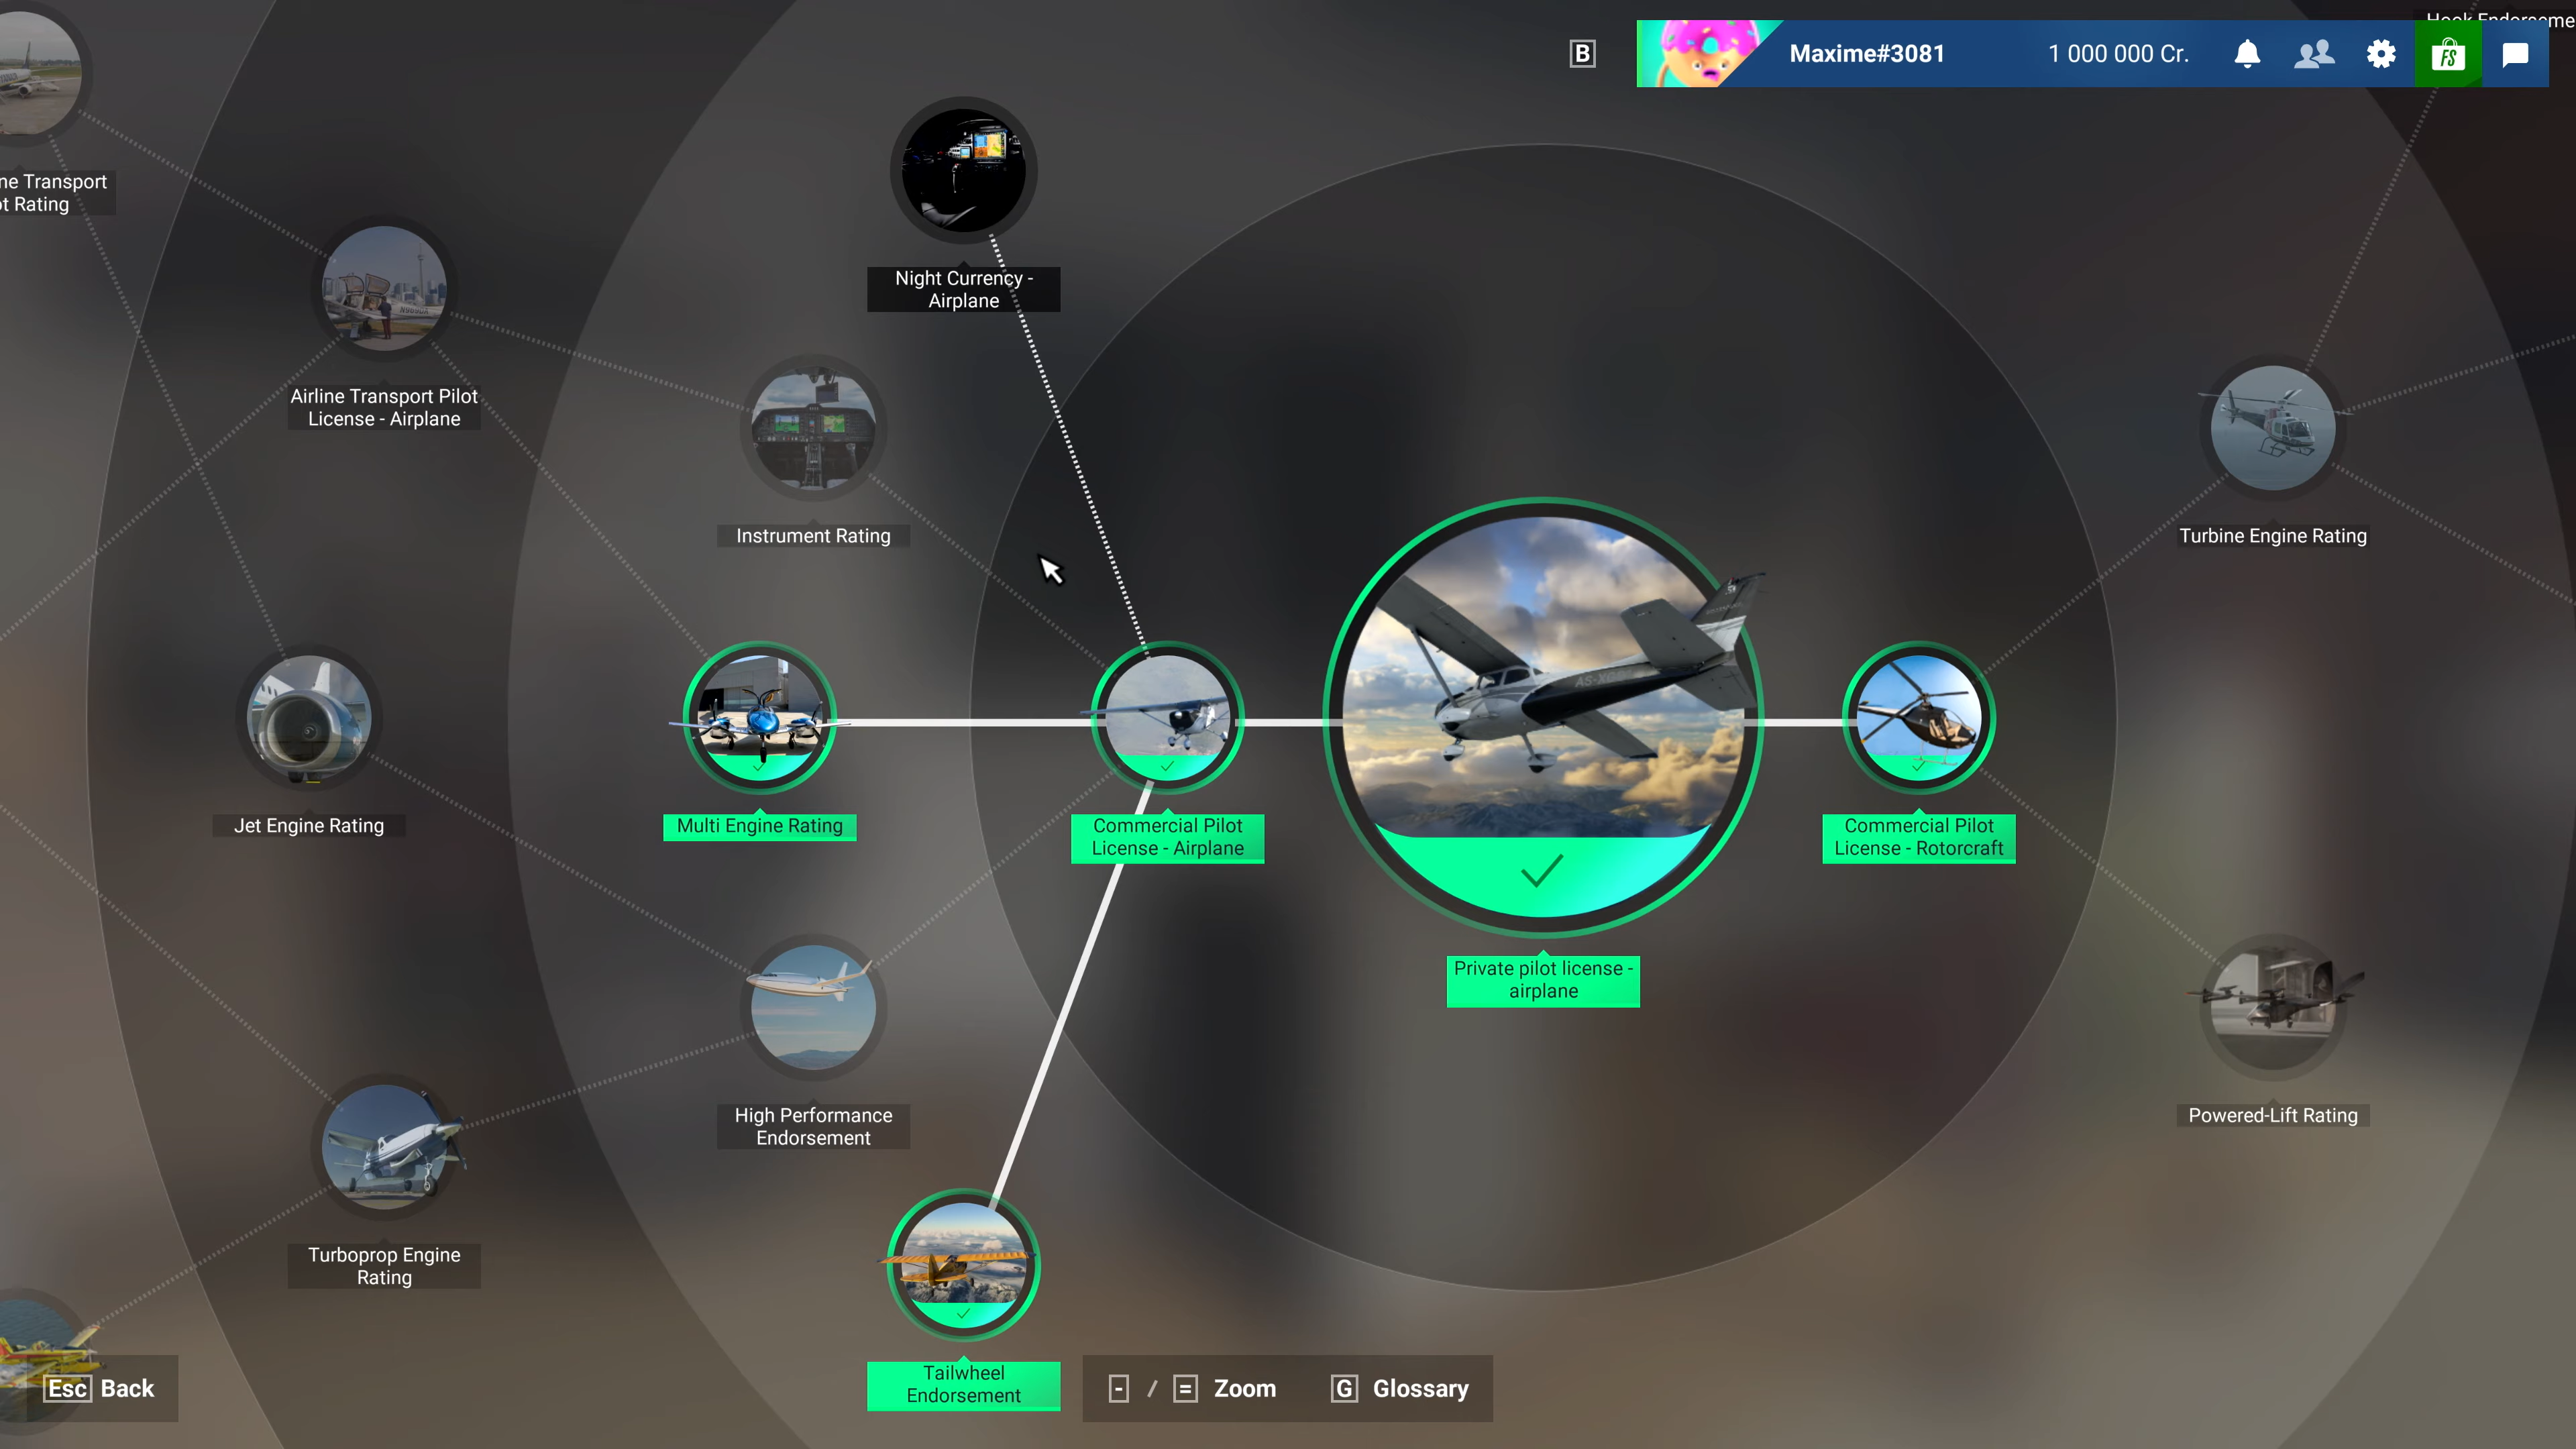 B
Maxime#3081
1 000 000 Cr.
FS
ne Transport
ot Rating
Night Currency -
Airplane
Airline Transport Pilot
License - Airplane
Instrument Rating
Turbine Engine Rating
Jet Engine Rating
Multi Engine Rating
Commercial Pilot
License - Airplane
Commercial Pilot
License - Rotorcraft
Private pilot license -
airplane
High Performance
Endorsement
Powered-Lift Rating
Turboprop Engine
Rating
Tailwheel
Endorsement
Esc Back
- / = Zoom
G Glossary